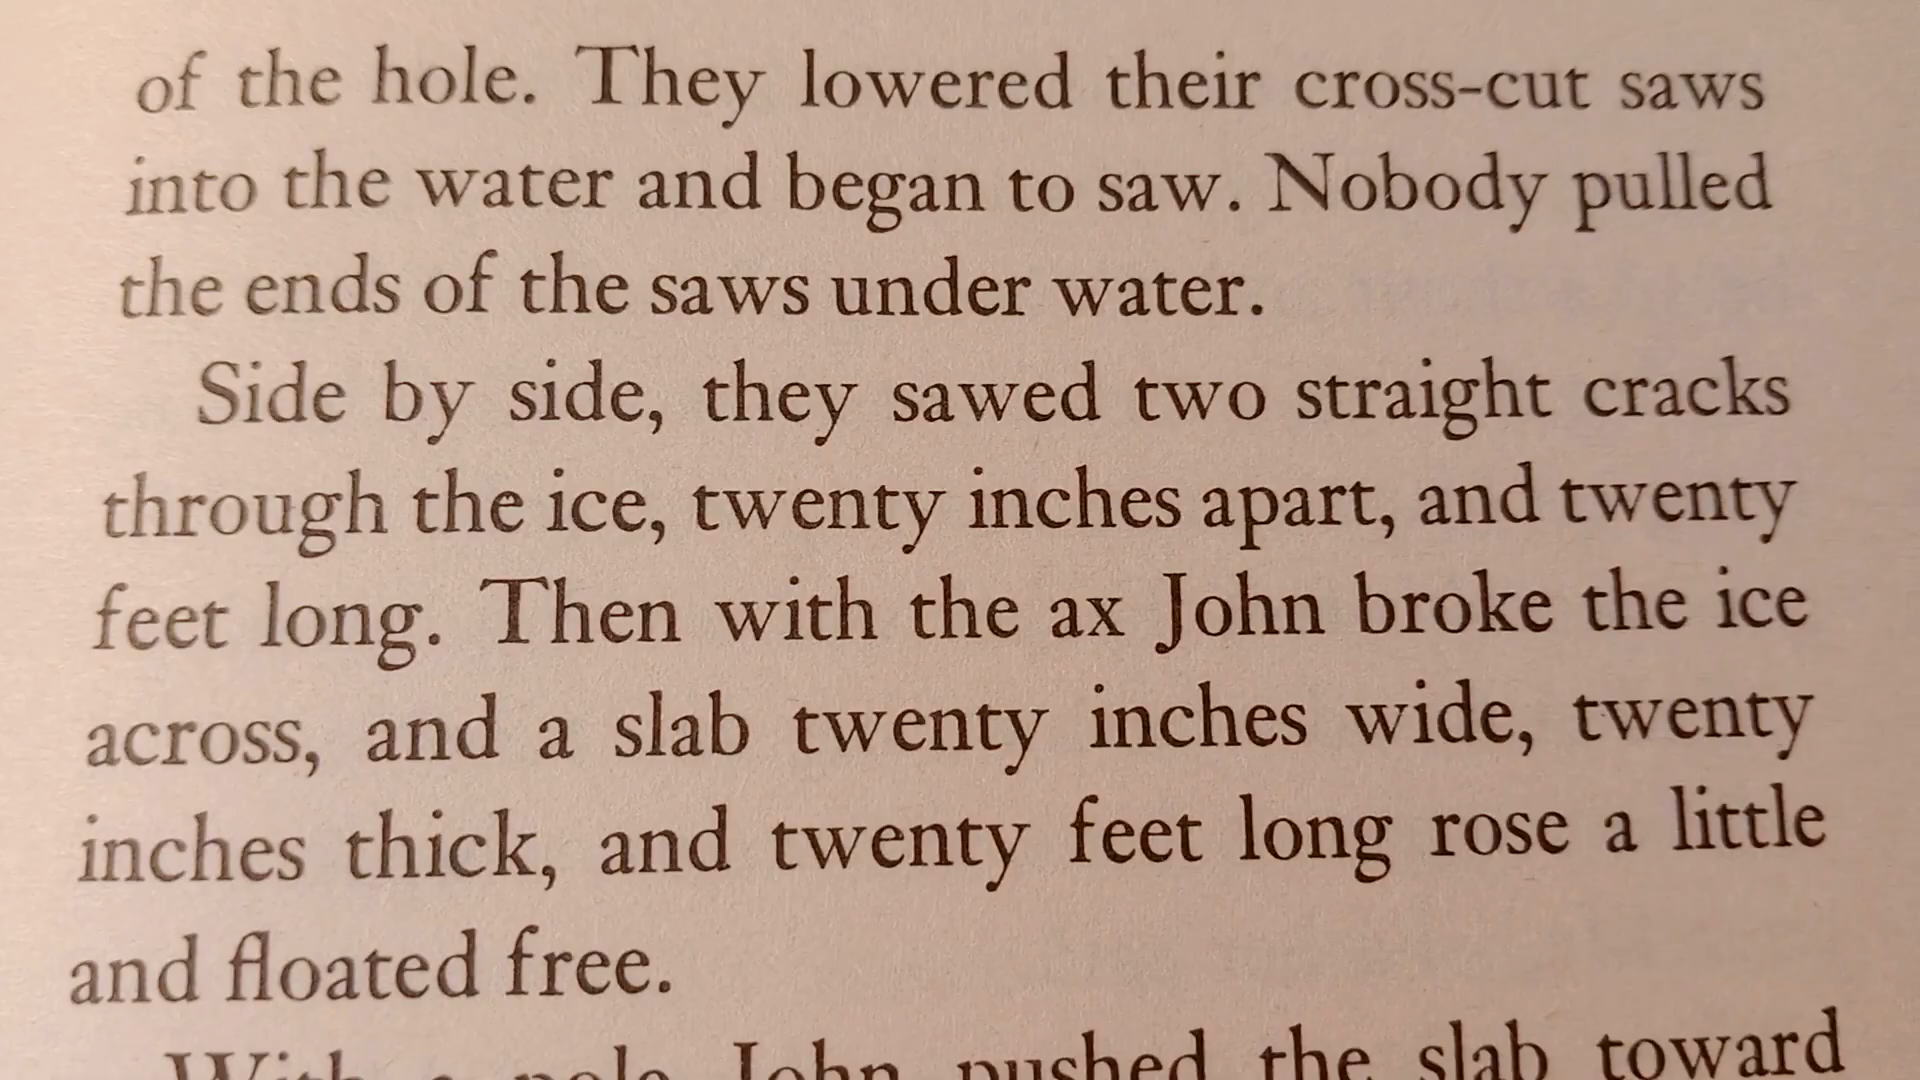 of the hole. They lowered their cross-cut saws
into the water and began to saw. Nobody pulled
the ends of the saws under water.
Side by side, they sawed two straight cracks
through the ice, twenty inches apart, and twenty
feet long. Then with the ax John broke the ice
across, and a slab twenty inches wide, twenty
inches thick, and twenty feet long rose a little
and floated free.
With a pole John pushed the slab toward